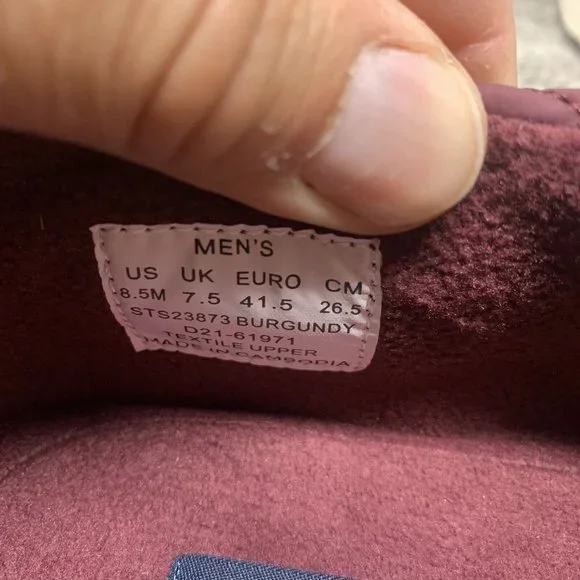 MEN'S
US UK EURO CM
8.5M 7.5 41.5 26.5
STS23873 BURGUNDY
D21-61971
TEXTILE UPPER
MADE IN CAMBODIA